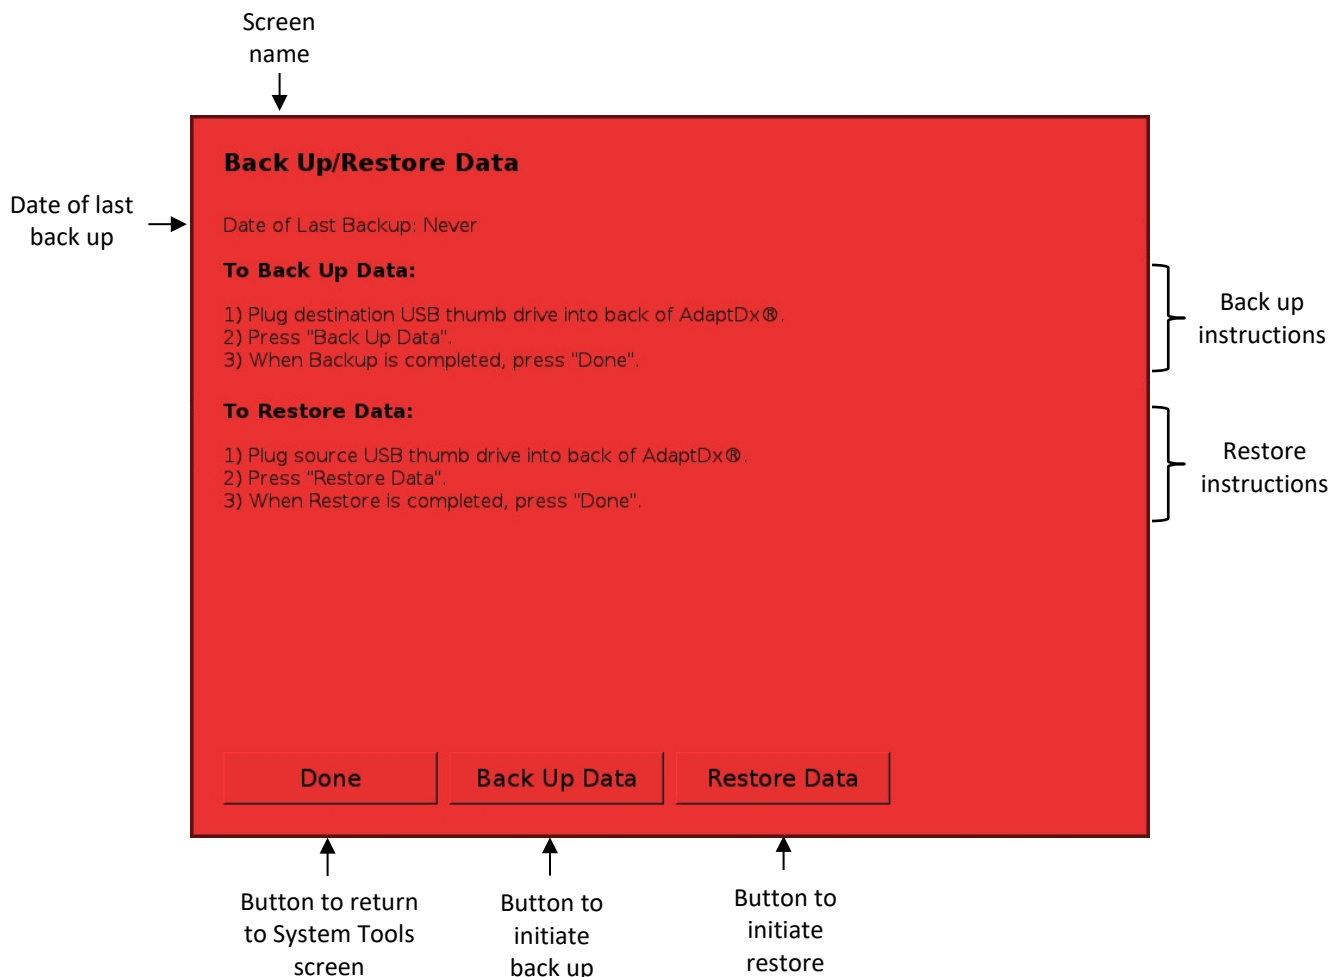 Screen
name
Back Up/Restore Data
Date of last
back up
Date of Last Backup: Never
To Back Up Data:
1) Plug destination USB thumb drive into back of AdaptDx®.
2) Press "Back Up Data".
3) When Backup is completed, press "Done".
Back up
instructions
To Restore Data:
1) Plug source USB thumb drive into back of AdaptDx®.
2) Press "Restore Data".
3) When Restore is completed, press "Done".
Restore
instructions
Done
Back Up Data
Restore Data
Button to return
to System Tools
screen
Button to
initiate
back up
Button to
initiate
restore